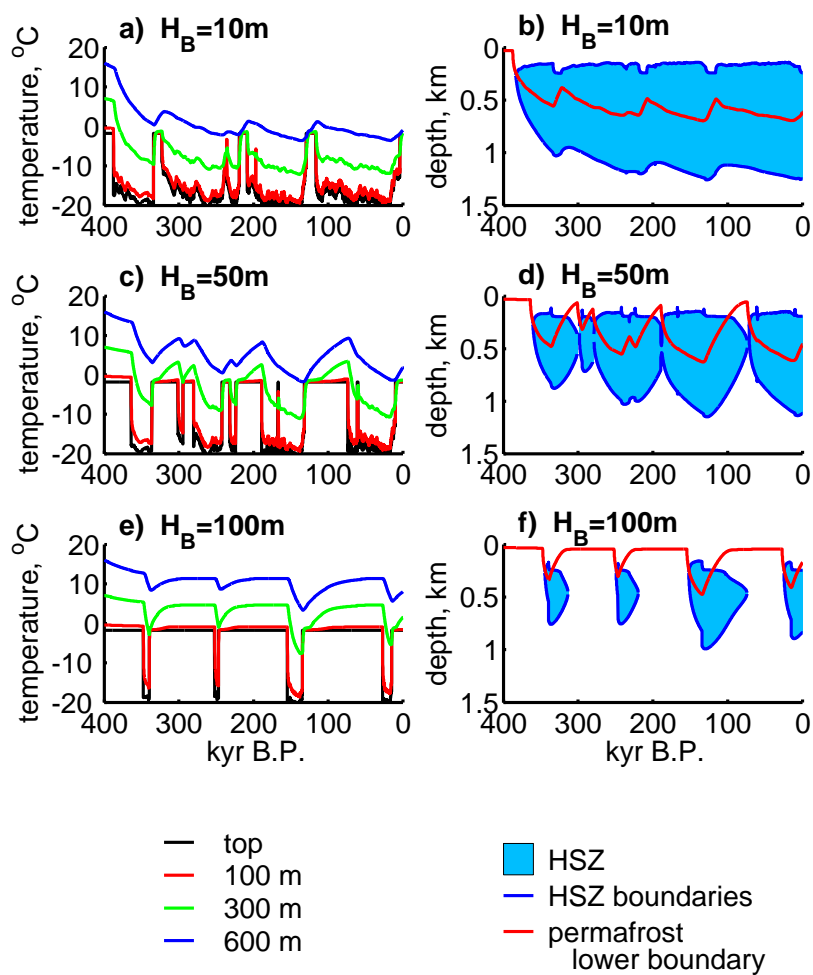 a) H_B=10m
b) H_B=10m
temperature, °C
20
10
0
-10
-20
400 300 200 100 0
depth, km
0
0.5
1
1.5
400 300 200 100 0
c) H_B=50m
d) H_B=50m
temperature, °C
20
10
0
-10
-20
400 300 200 100 0
depth, km
0
0.5
1
1.5
400 300 200 100 0
e) H_B=100m
f) H_B=100m
temperature, °C
20
10
0
-10
-20
400 300 200 100 0
kyr B.P.
depth, km
0
0.5
1
1.5
400 300 200 100 0
kyr B.P.
top
100 m
300 m
600 m
HSZ
HSZ boundaries
permafrost
lower boundary